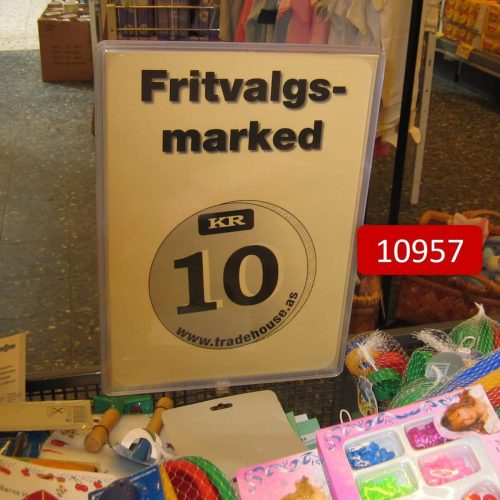 Fritvalgs-
marked
KR
10
www.tradehouse.as
10957